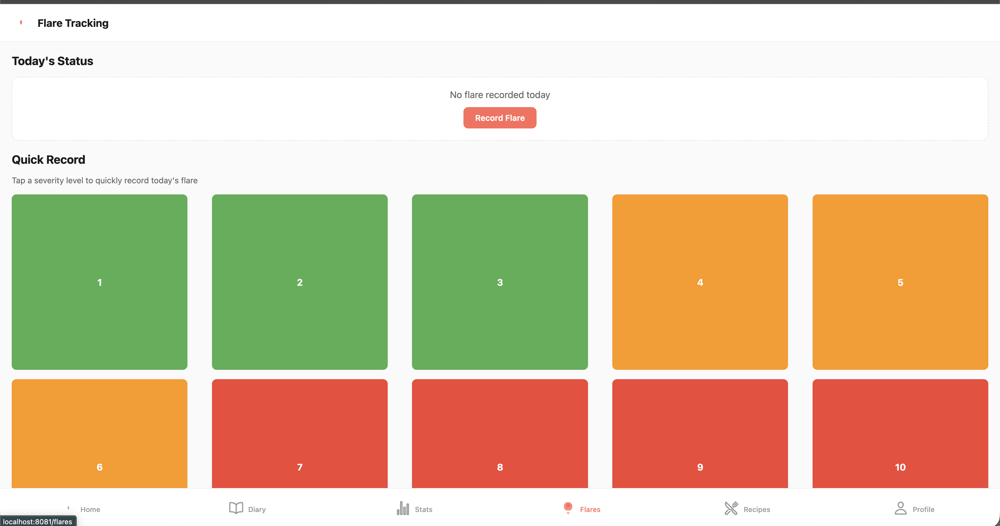 Flare Tracking
Today's Status
No flare recorded today
Record Flare
Quick Record
Tap a severity level to quickly record today's flare
1 2 3 4 5
6 7 8 9 10
Home Diary Stats Flares Recipes Profile
localhost:8081/flares